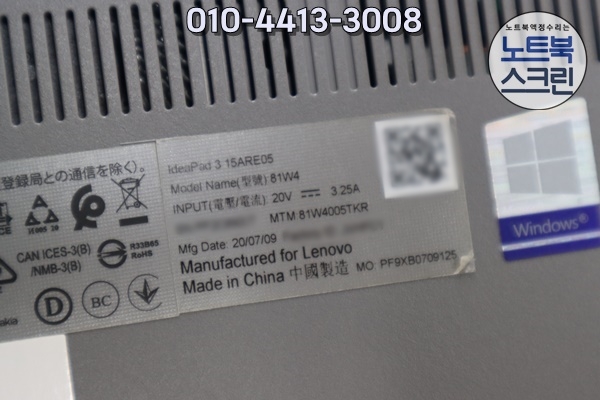 010-4413-3008
노트북액정수리는
노트북
스크린
登録局との通信を除く）。
CAN ICES-3(B)
/NMB-3(B)
R33B65
RoHS
D
BC
IdeaPad 3 15ARE05
Model Name(型號): 81W4
INPUT(電壓/電流): 20V ⎓ 3.25A
MTM:81W4005TKR
Mfg Date: 20/07/09
Manufactured for Lenovo
Made in China 中國製造
MO: PF9XB0709125
Windows®